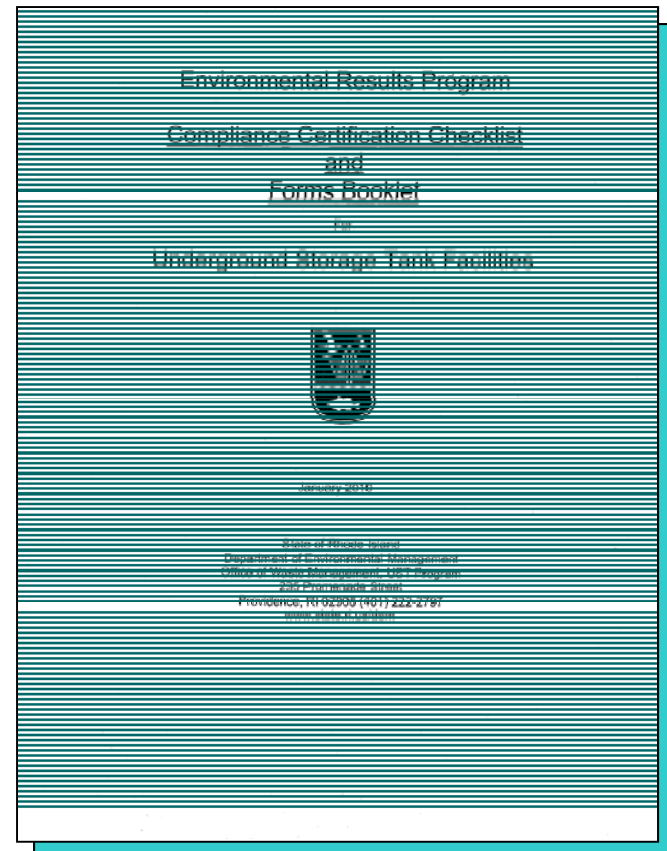 Environmental Results Program
Compliance Certification Checklist
and
Forms Booklet
For
Underground Storage Tank Facilities
January 2010
State of Rhode Island
Department of Environmental Management
Office of Waste Management, UST Program
235 Promenade Street
Providence, RI 02908 (401) 222-2797